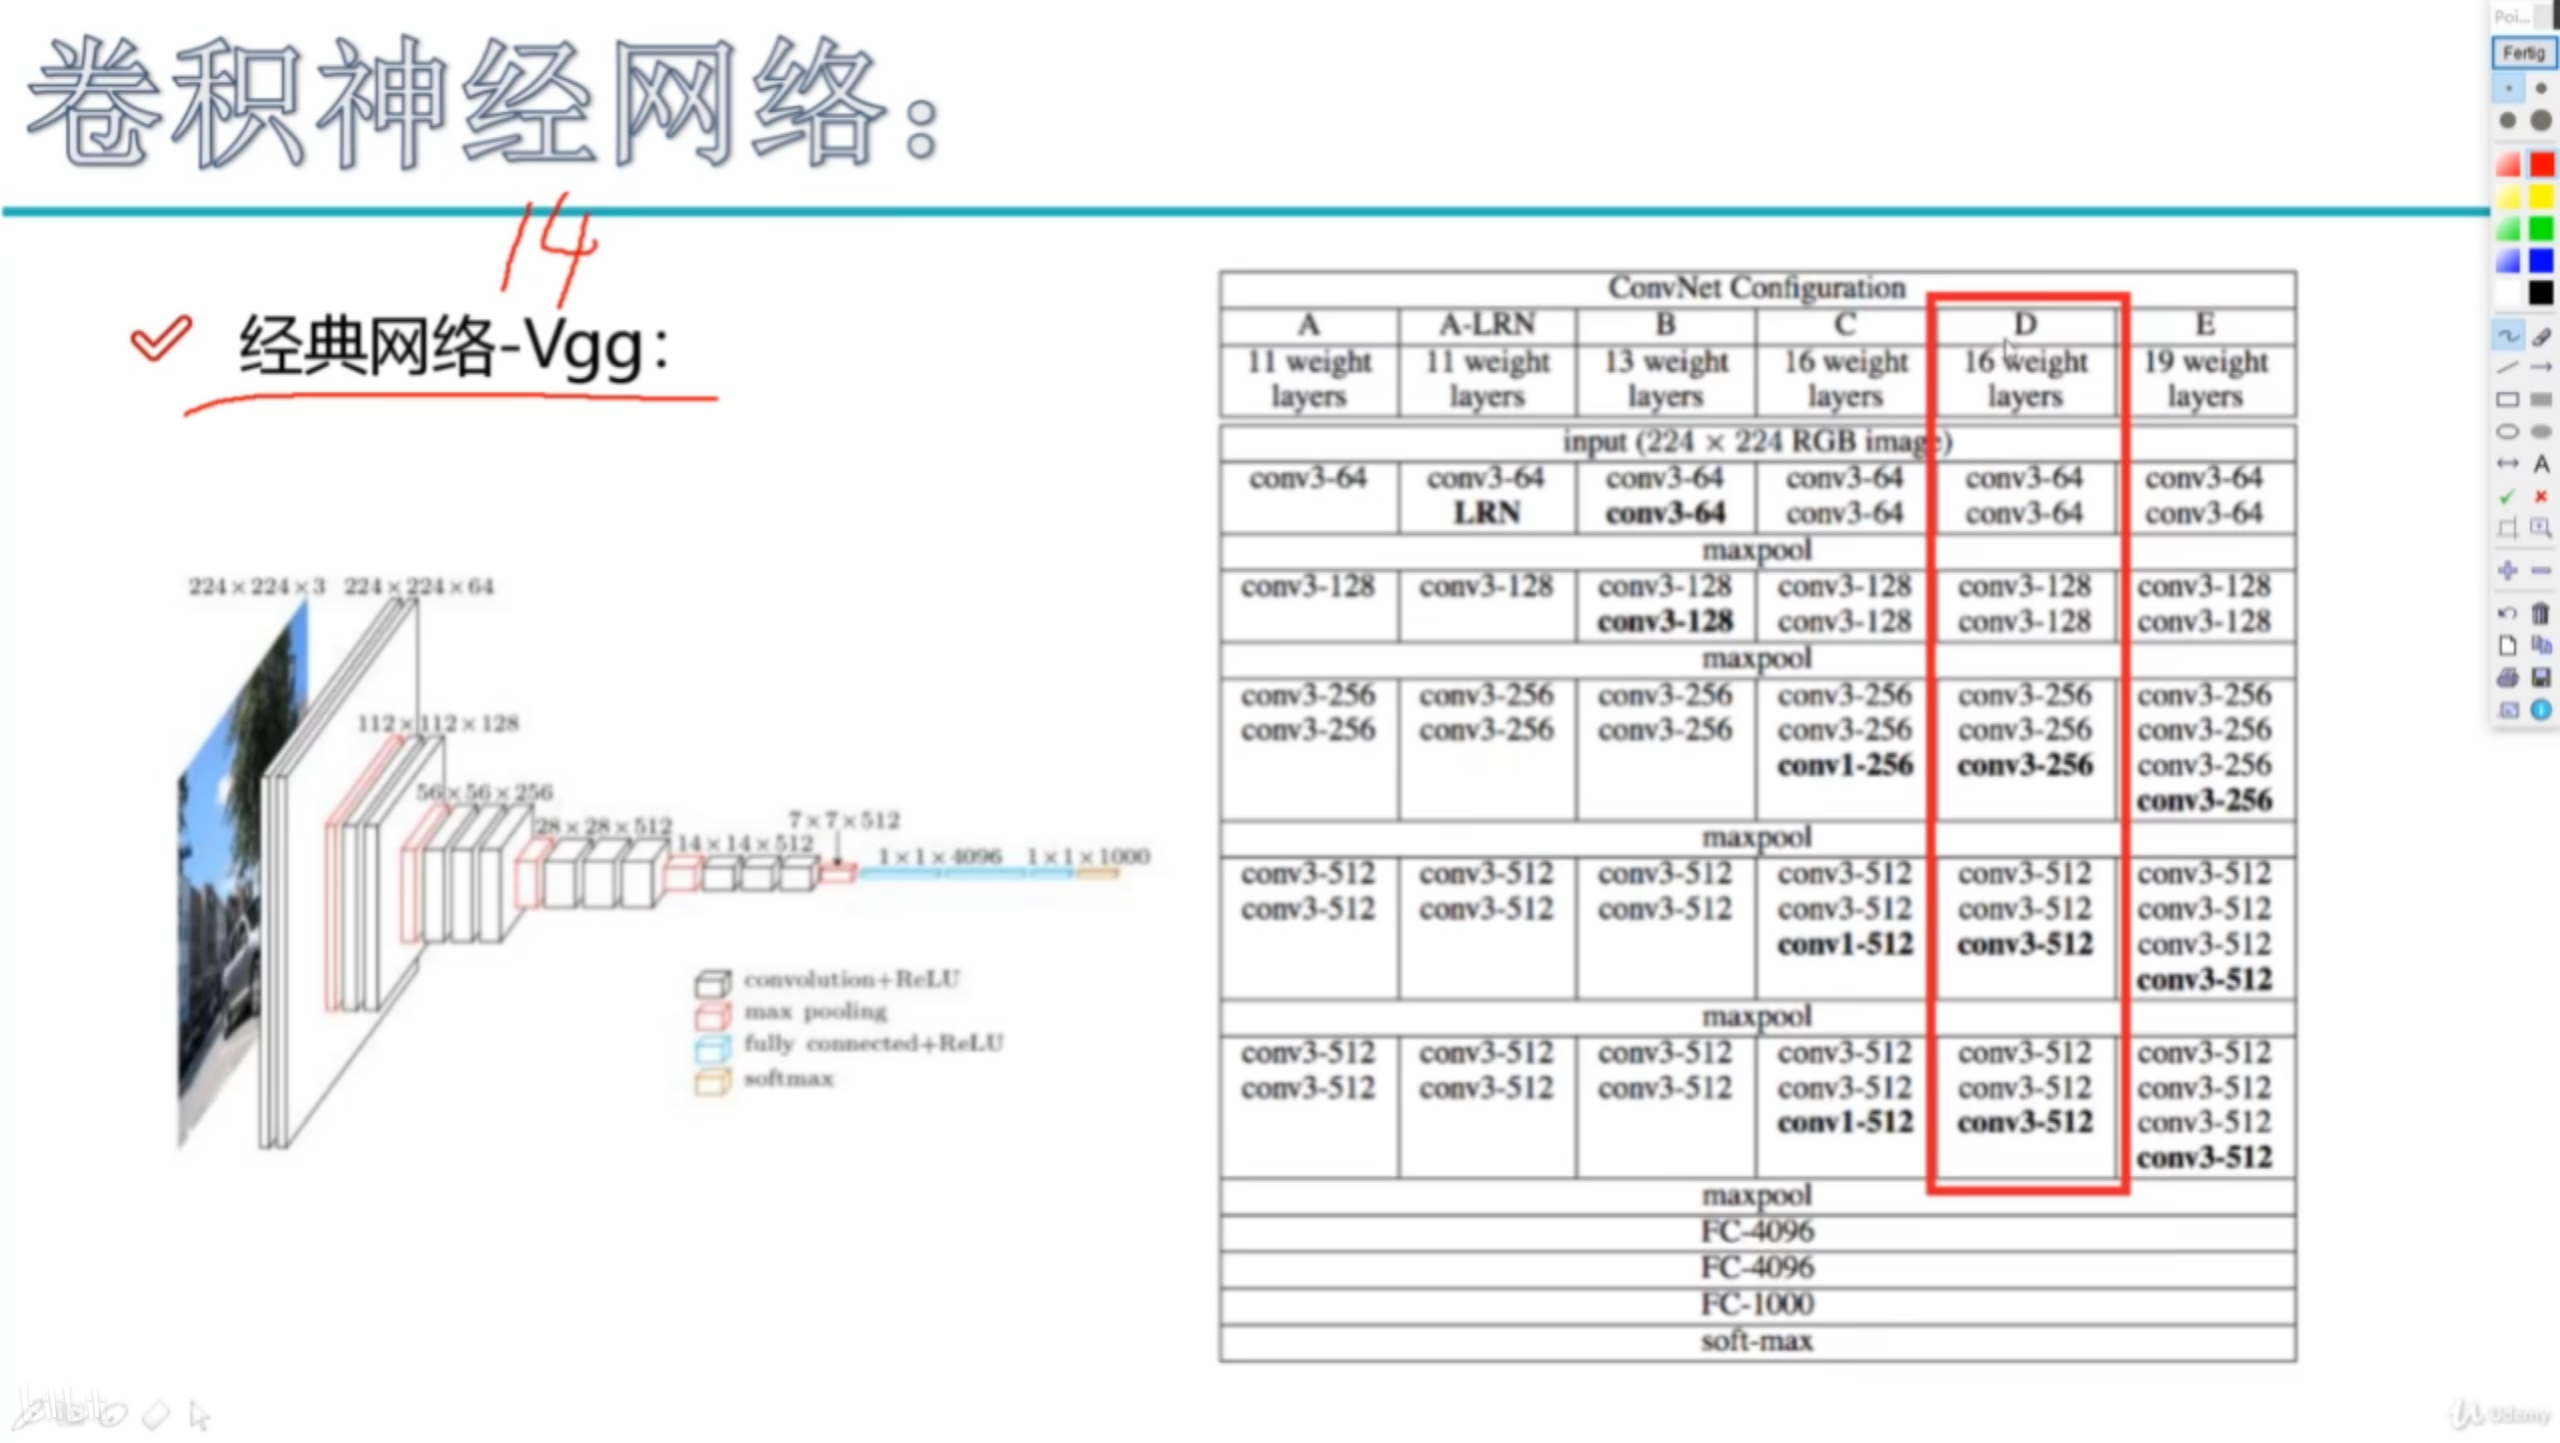 卷积神经网络:
14
经典网络-Vgg:
224×224×3 224×224×64
112×112×128
56×56×256
28×28×512
14×14×512
7×7×512
1×1×4096 1×1×1000
convolution+ReLU
max pooling
fully connected+ReLU
softmax
ConvNet Configuration
A A-LRN B C D E
11 weight layers 11 weight layers 13 weight layers 16 weight layers 16 weight layers 19 weight layers
input (224 × 224 RGB image)
conv3-64 conv3-64 conv3-64 conv3-64 conv3-64 conv3-64
LRN conv3-64 conv3-64 conv3-64 conv3-64
maxpool
conv3-128 conv3-128 conv3-128 conv3-128 conv3-128 conv3-128
conv3-128 conv3-128 conv3-128 conv3-128
maxpool
conv3-256 conv3-256 conv3-256 conv3-256 conv3-256 conv3-256
conv3-256 conv3-256 conv3-256 conv3-256 conv3-256 conv3-256
conv1-256 conv3-256 conv3-256
conv3-256
maxpool
conv3-512 conv3-512 conv3-512 conv3-512 conv3-512 conv3-512
conv3-512 conv3-512 conv3-512 conv3-512 conv3-512 conv3-512
conv1-512 conv3-512 conv3-512
conv3-512
maxpool
conv3-512 conv3-512 conv3-512 conv3-512 conv3-512 conv3-512
conv3-512 conv3-512 conv3-512 conv3-512 conv3-512 conv3-512
conv1-512 conv3-512 conv3-512
conv3-512
maxpool
FC-4096
FC-4096
FC-1000
soft-max
Poi...
Fertig
A
bilibili
Udemy